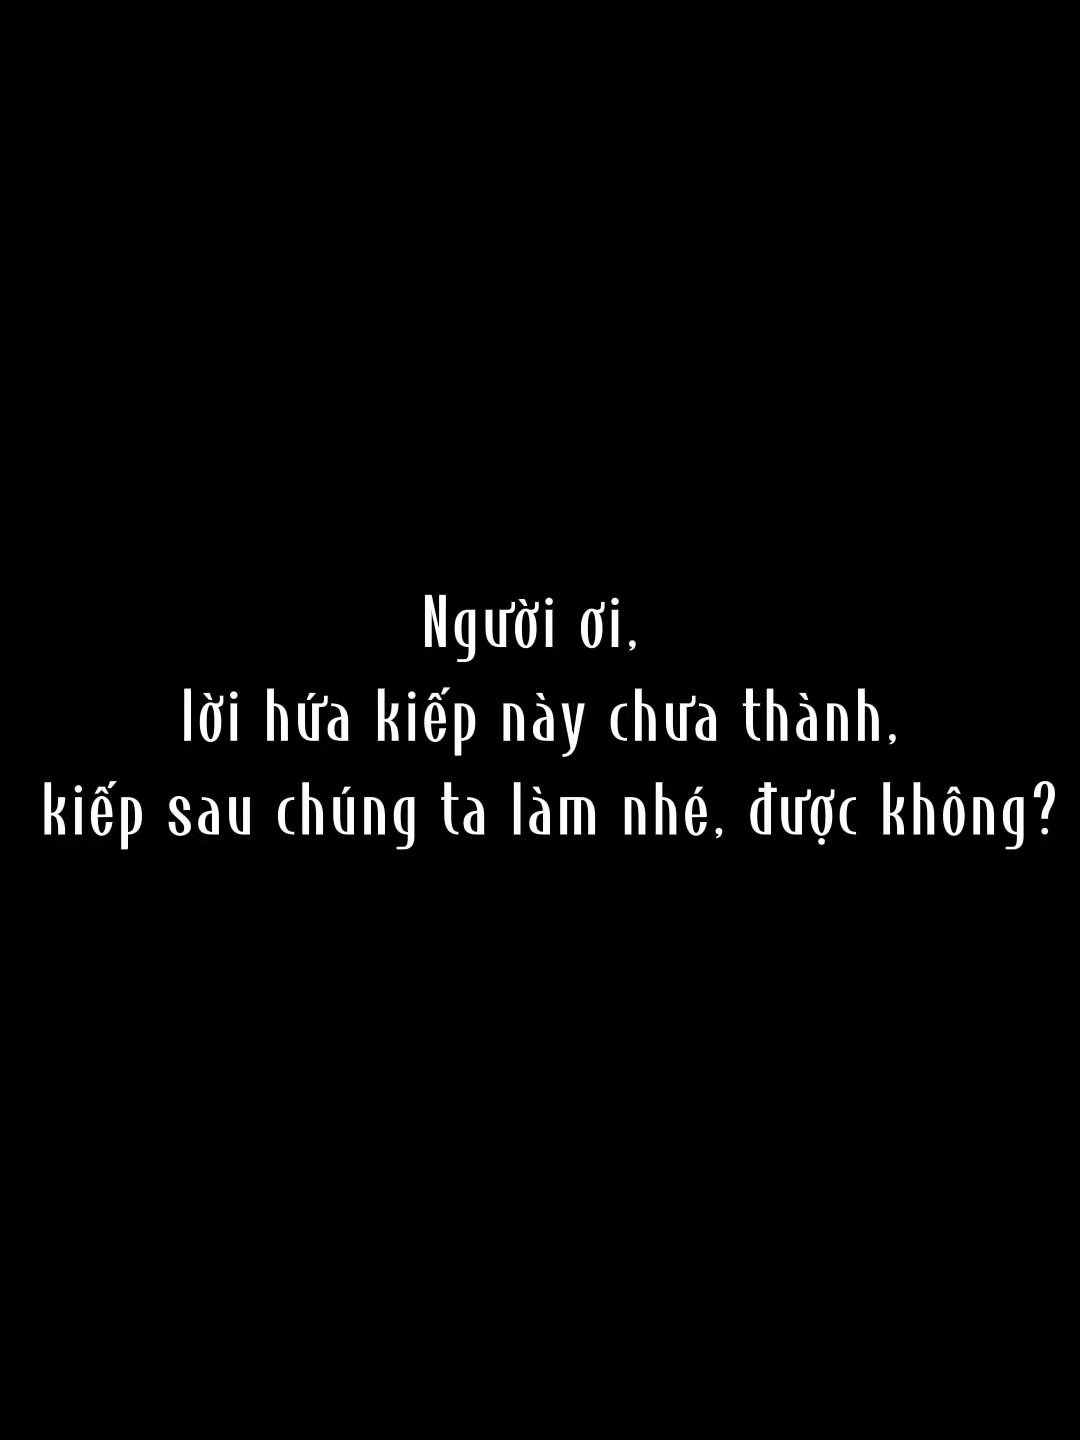 Người ơi,
lời hứa kiếp này chưa thành,
kiếp sau chúng ta làm nhé, được không?